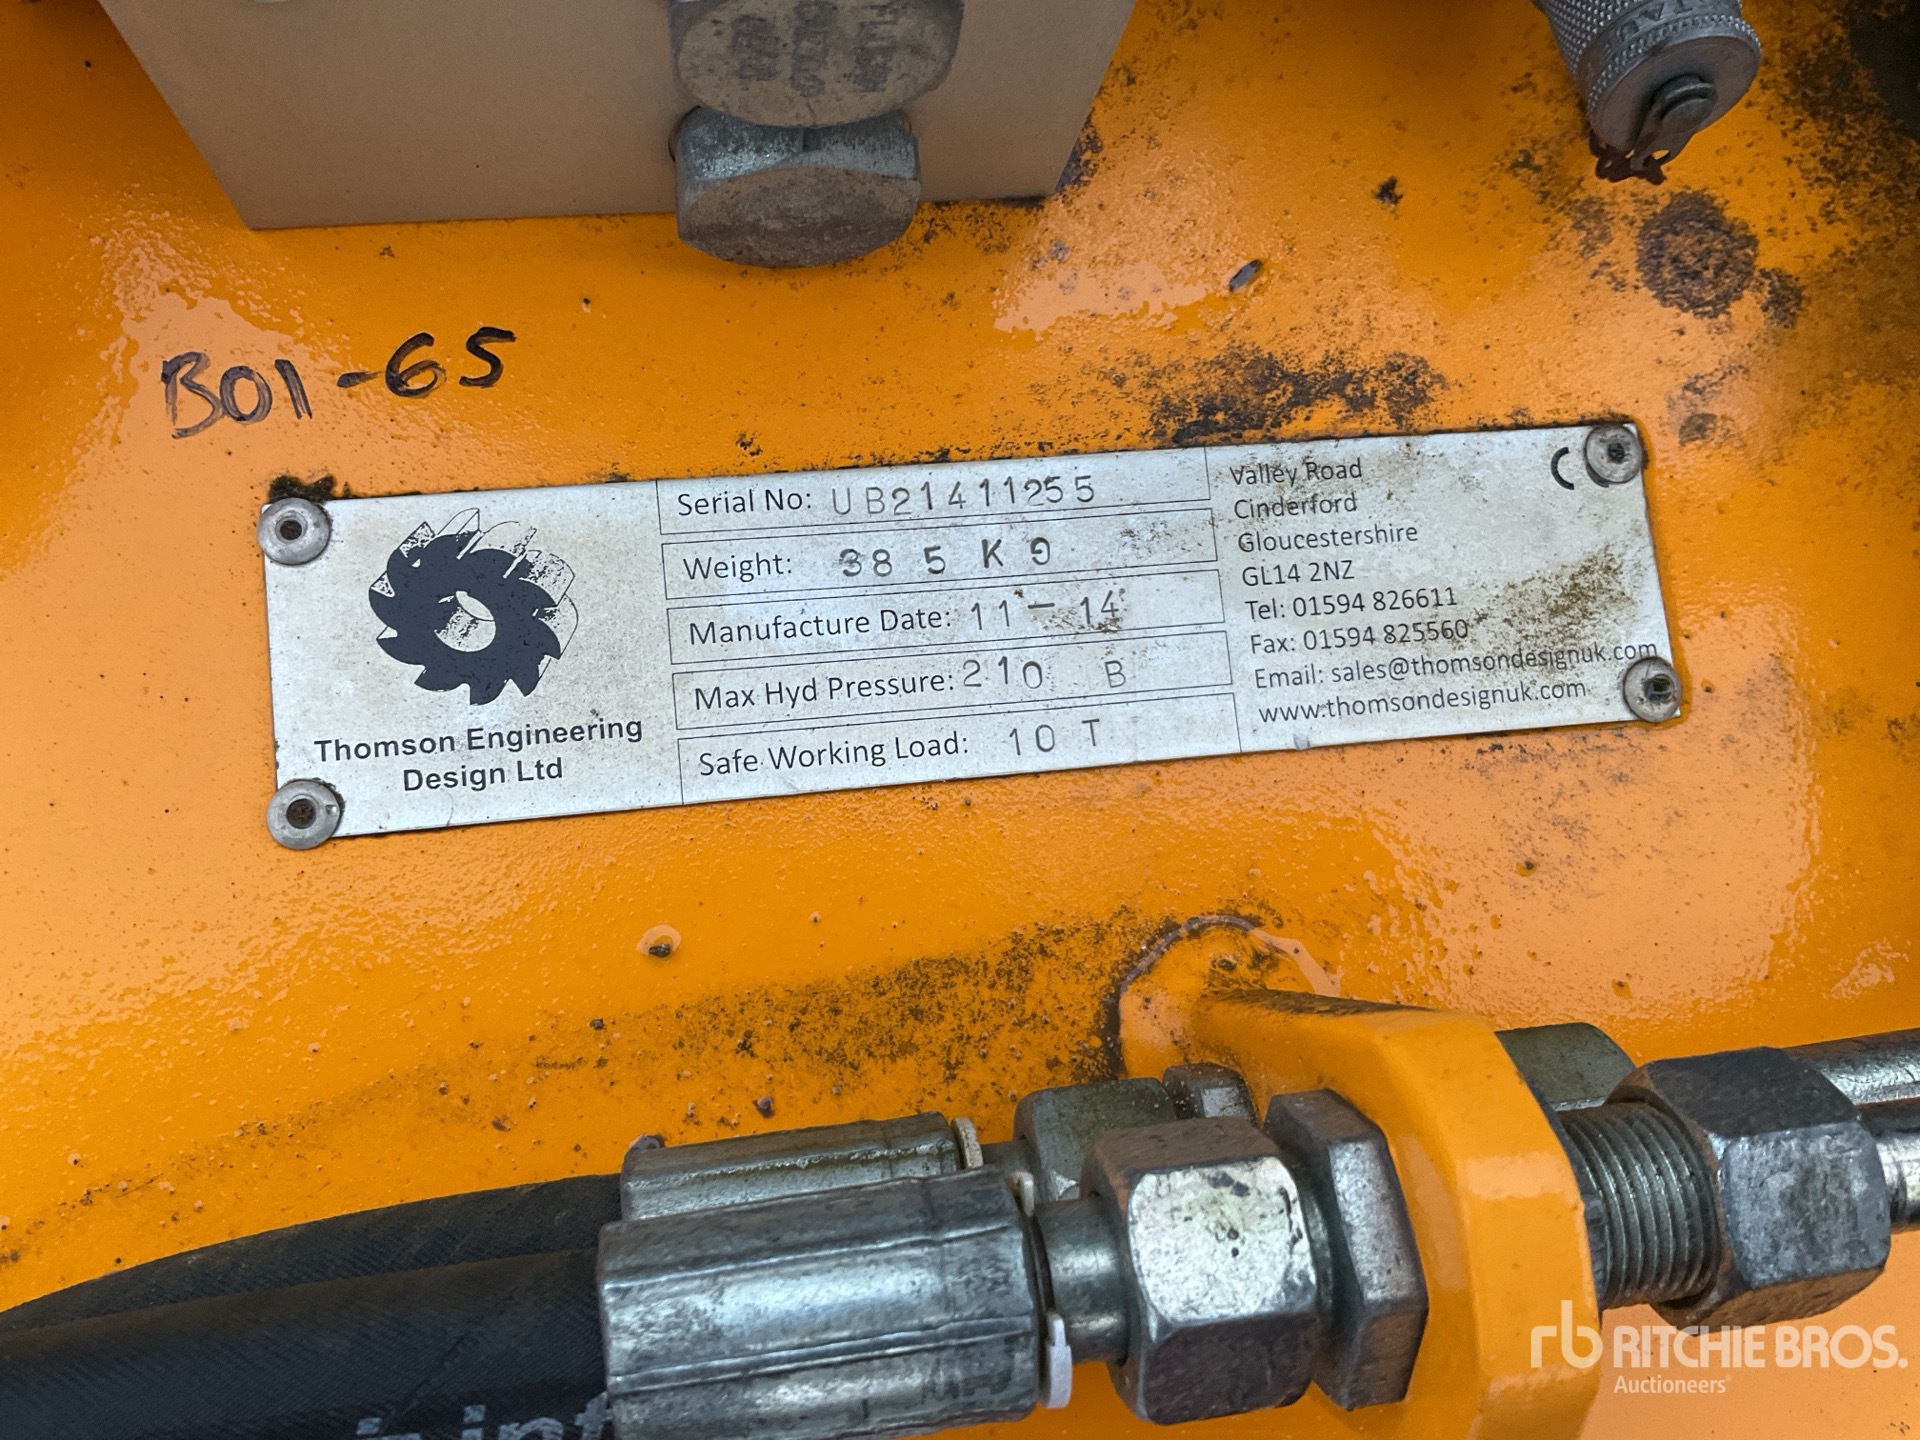 B01-65
Serial No: UB21411255
Weight: 385 K9
Manufacture Date: 11-14
Max Hyd Pressure: 210 B
Safe Working Load: 10 T
Thomson Engineering
Design Ltd
Valley Road
Cinderford
Gloucestershire
GL14 2NZ
Tel: 01594 826611
Fax: 01594 825560
Email: sales@thomsondesignuk.com
www.thomsondesignuk.com
rb RITCHIE BROS.
Auctioneers